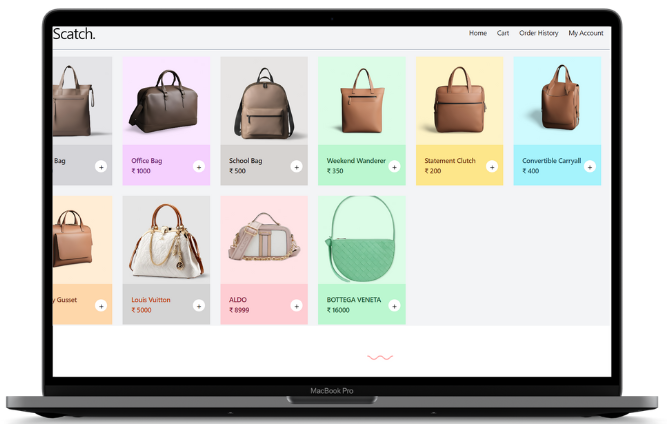 Scatch.
Home Cart Order History My Account
Bag
Office Bag
₹ 1000
School Bag
₹ 500
Weekend Wanderer
₹ 350
Statement Clutch
₹ 200
Convertible Carryall
₹ 400
y Gusset
Louis Vuitton
₹ 5000
ALDO
₹ 8999
BOTTEGA VENETA
₹ 16000
MacBook Pro